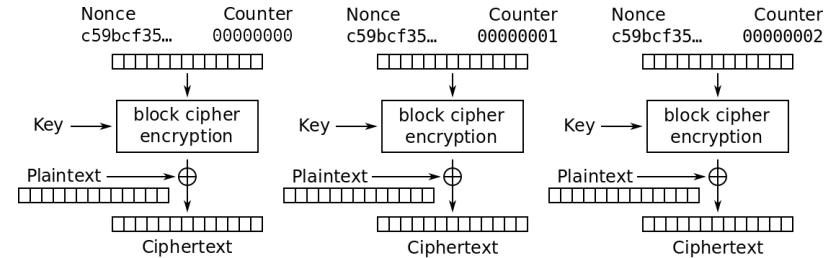 Nonce Counter Nonce Counter Nonce Counter
c59bcf35… 00000000 c59bcf35… 00000001 c59bcf35… 00000002
Key block cipher encryption Key block cipher encryption Key block cipher encryption
Plaintext Plaintext Plaintext
Ciphertext Ciphertext Ciphertext